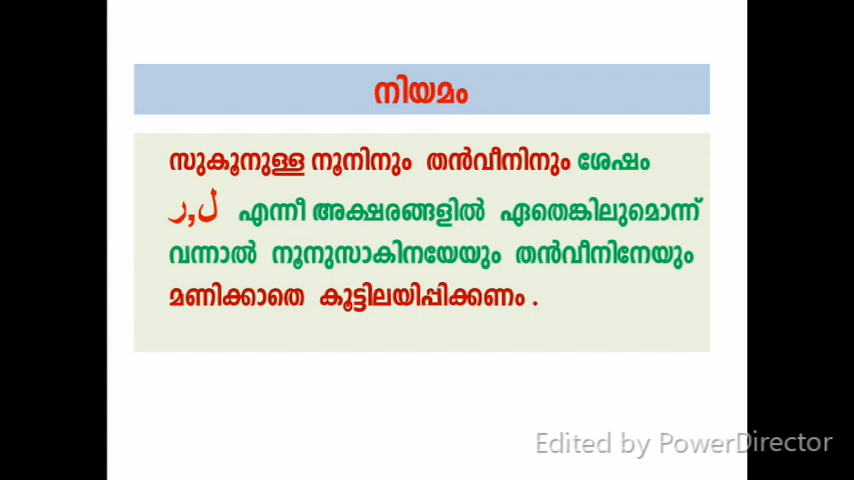 നിയമം
സുകൂനുള്ള നൂനിനും തൻവീനിനും ശേഷം
ل,ر എന്നീ അക്ഷരങ്ങളിൽ ഏതെങ്കിലുമൊന്ന്
വന്നാൽ നൂനുസാകിനയേയും തൻവീനിനേയും
മണിക്കാതെ കൂട്ടിലയിപ്പിക്കണം .
Edited by PowerDirector